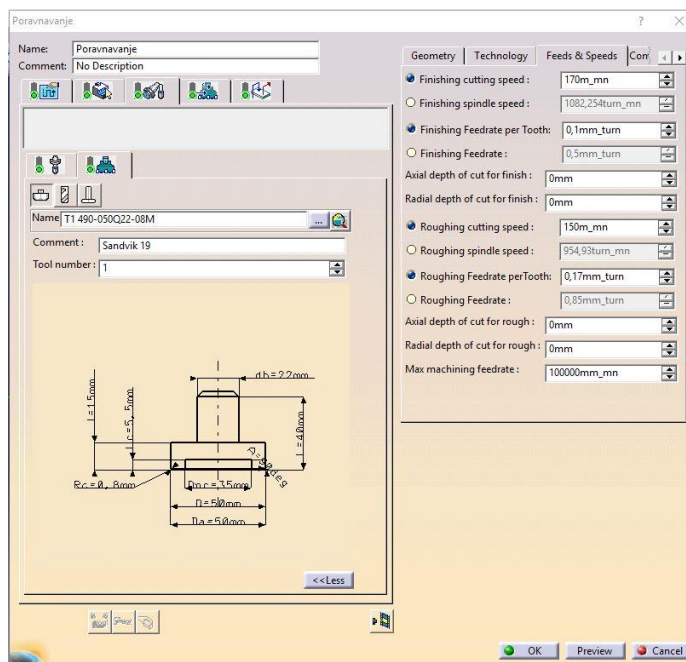 Poravnavanje
? X
Name: Poravnavanje
Comment: No Description
Name T1 490-050Q22-08M
...
Comment : Sandvik 19
Tool number : 1
db=22mm
l=15mm
lc=5,5mm
L=40mm
A=90deg
Rc=0,8mm
Dnc=35mm
D=50mm
Da=50mm
<<Less
Geometry Technology Feeds & Speeds Con
Finishing cutting speed : 170m_mn
Finishing spindle speed : 1082,254turn_mn
Finishing Feedrate per Tooth: 0,1mm_turn
Finishing Feedrate : 0,5mm_turn
Axial depth of cut for finish : 0mm
Radial depth of cut for finish : 0mm
Roughing cutting speed : 150m_mn
Roughing spindle speed : 954,93turn_mn
Roughing Feedrate perTooth: 0,17mm_turn
Roughing Feedrate : 0,85mm_turn
Axial depth of cut for rough : 0mm
Radial depth of cut for rough : 0mm
Max machining feedrate : 100000mm_mn
OK Preview Cancel